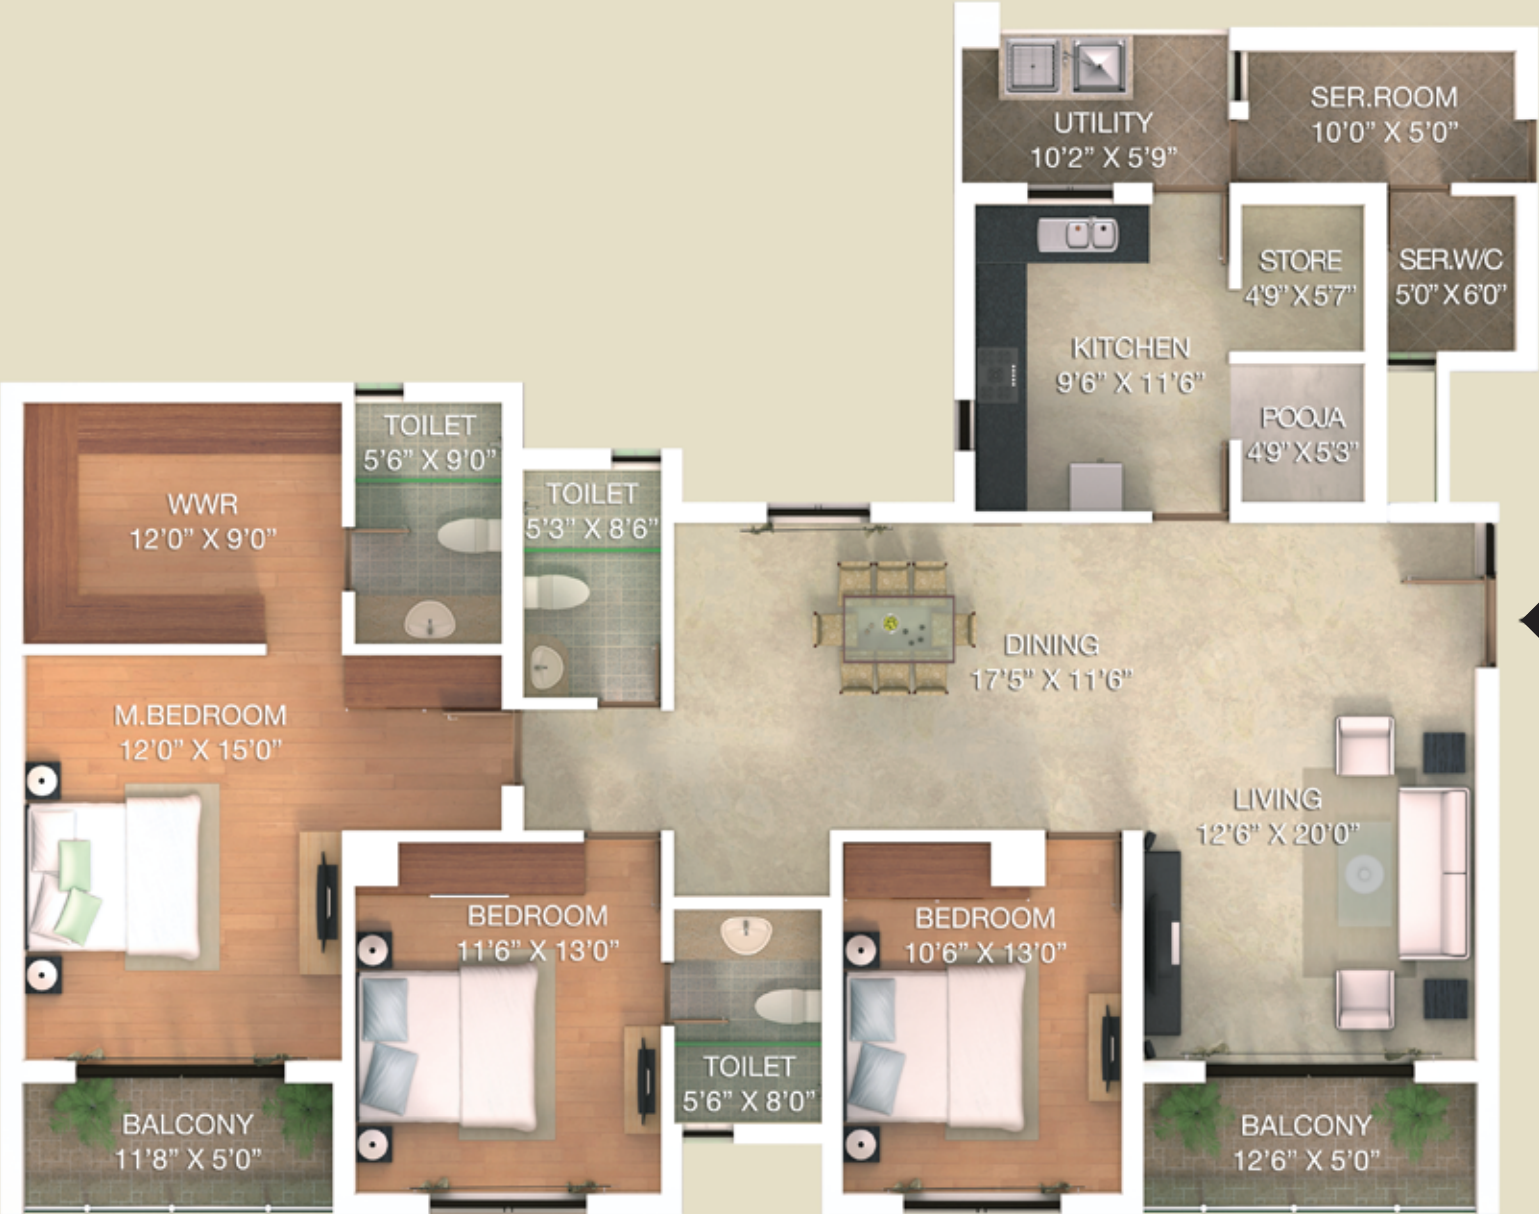 SER.ROOM
10'0" X 5'0"
UTILITY
10'2" X 5'9"
STORE
4'9" X 5'7"
SER.W/C
5'0" X 6'0"
KITCHEN
9'6" X 11'6"
POOJA
4'9" X 5'3"
TOILET
5'6" X 9'0"
WWR
12'0" X 9'0"
TOILET
5'3" X 8'6"
DINING
17'5" X 11'6"
M.BEDROOM
12'0" X 15'0"
LIVING
12'6" X 20'0"
BEDROOM
11'6" X 13'0"
BEDROOM
10'6" X 13'0"
TOILET
5'6" X 8'0"
BALCONY
11'8" X 5'0"
BALCONY
12'6" X 5'0"